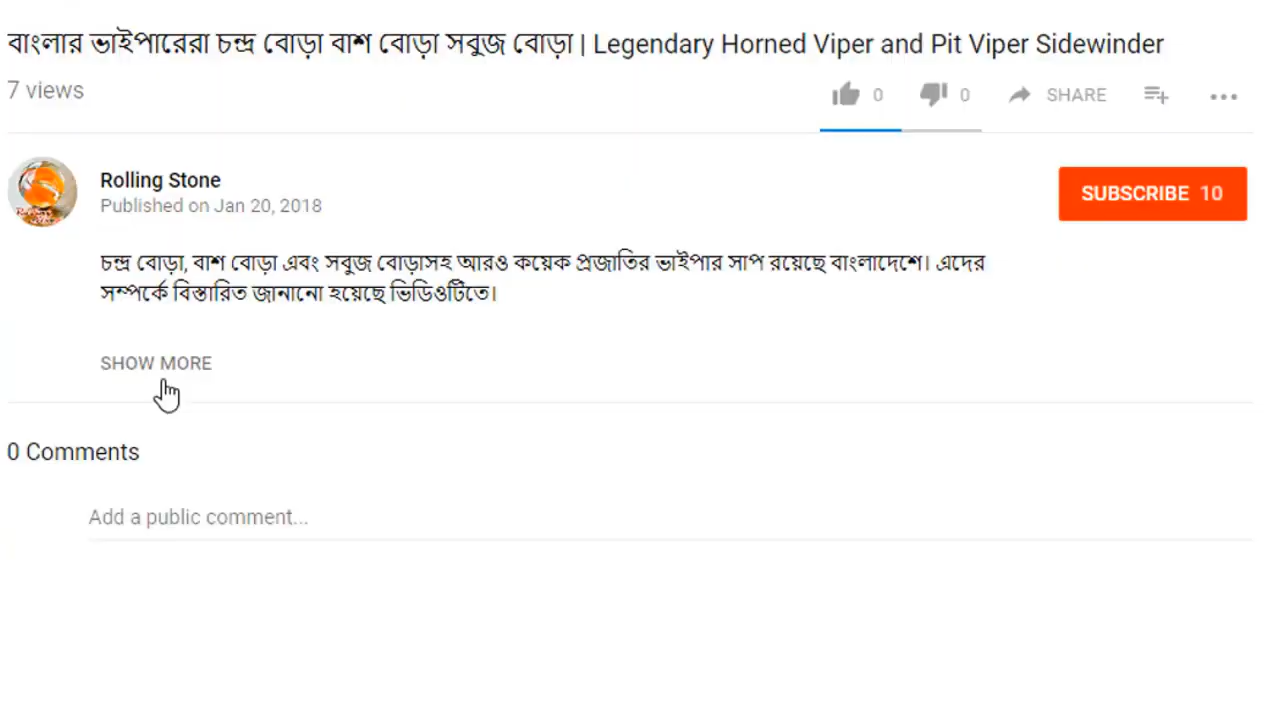 বাংলার ভাইপারেরা চন্দ্র বোড়া বাশ বোড়া সবুজ বোড়া | Legendary Horned Viper and Pit Viper Sidewinder
7 views
0 0 SHARE
Rolling Stone
Published on Jan 20, 2018
SUBSCRIBE 10
চন্দ্র বোড়া, বাশ বোড়া এবং সবুজ বোড়াসহ আরও কয়েক প্রজাতির ভাইপার সাপ রয়েছে বাংলাদেশে। এদের
সম্পর্কে বিস্তারিত জানানো হয়েছে ভিডিওটিতে।
SHOW MORE
0 Comments
Add a public comment...